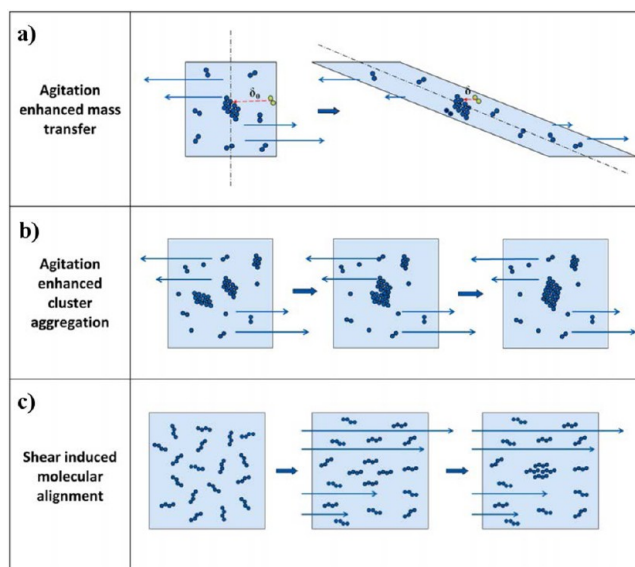 a)
Agitation
enhanced mass
transfer
δ₀
δ
b)
Agitation
enhanced
cluster
aggregation
c)
Shear induced
molecular
alignment